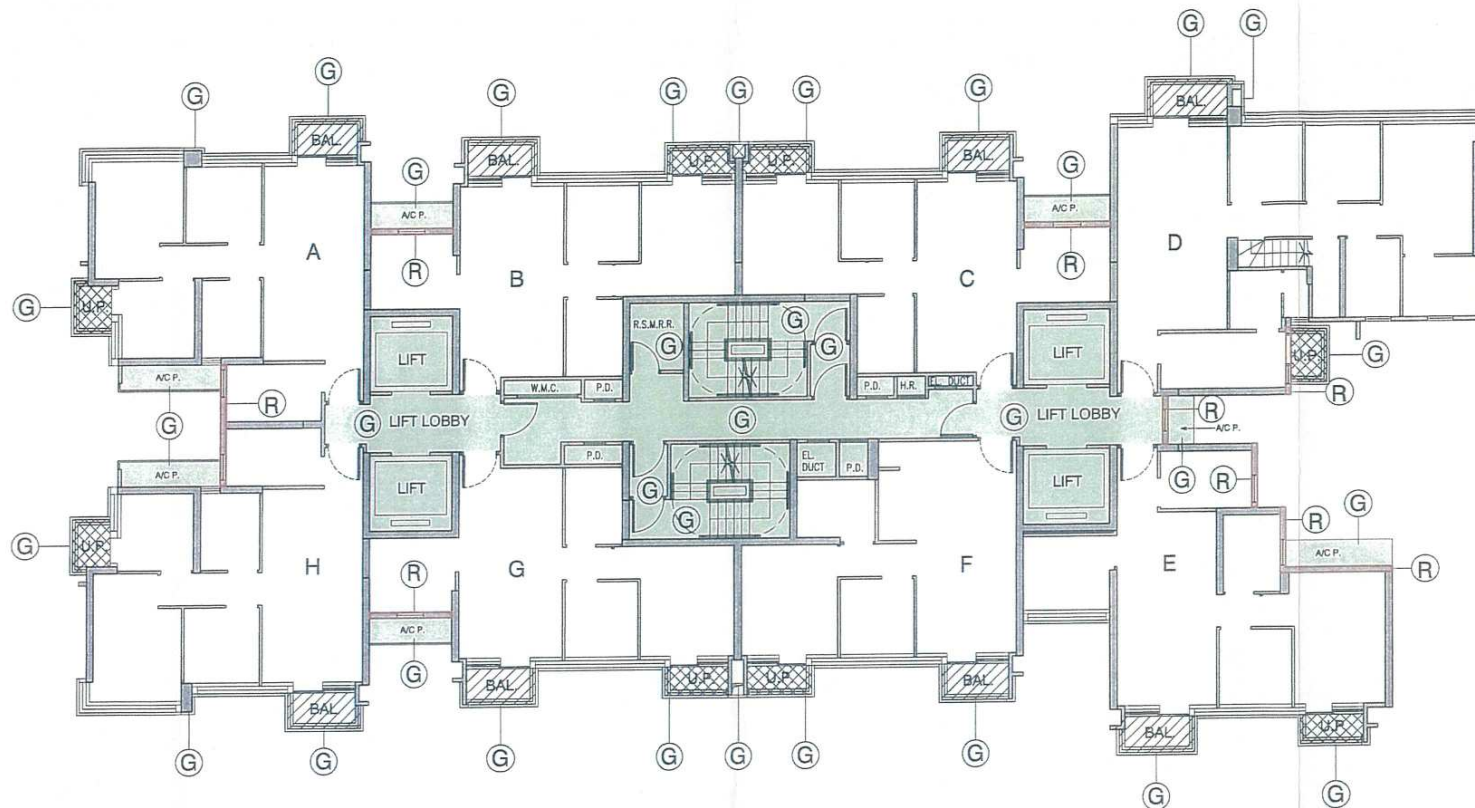 G G
G G G G G G G
BAL.
BAL. BAL. BAL.
U.P. U.P.
G G
A/C P. A/C P.
A B R C R D
G U.P.
R.S.M.R.R. G G G
LIFT LIFT
U.P. G
A/C P. W.M.C. P.D. P.D. H.R. EL. DUCT
R R
G G LIFT LOBBY G G LIFT LOBBY R A/C P.
A/C P. P.D. EL. DUCT P.D. G
LIFT G G LIFT R
G U.P. R G
A/C P. R
H R G F E
A/C P.
G
BAL. BAL. U.P. U.P. BAL. BAL. U.P.
G G G G G G G G G